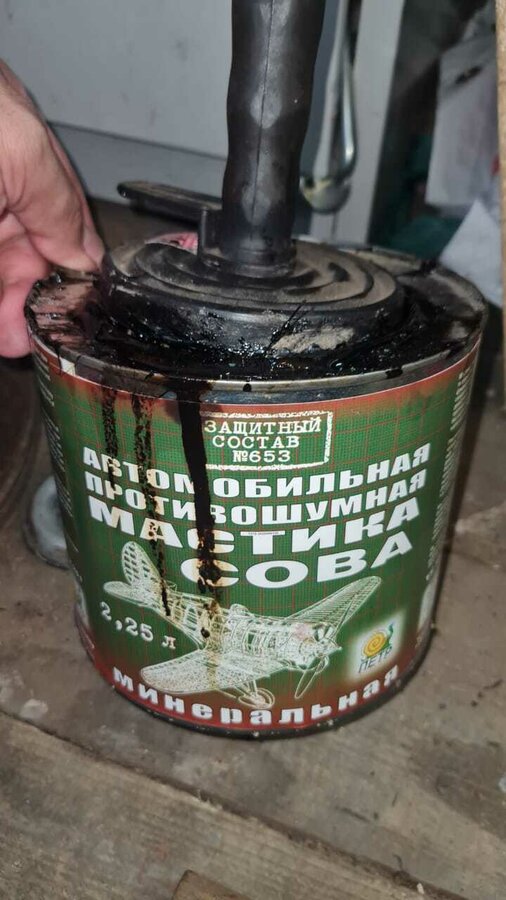 ЗАЩИТНЫЙ
СОСТАВ
№653
АВТОМОБИЛЬНАЯ
ПРОТИВОШУМНАЯ
МАСТИКА
СОВА
2,25 л
ПЕТР
минеральная